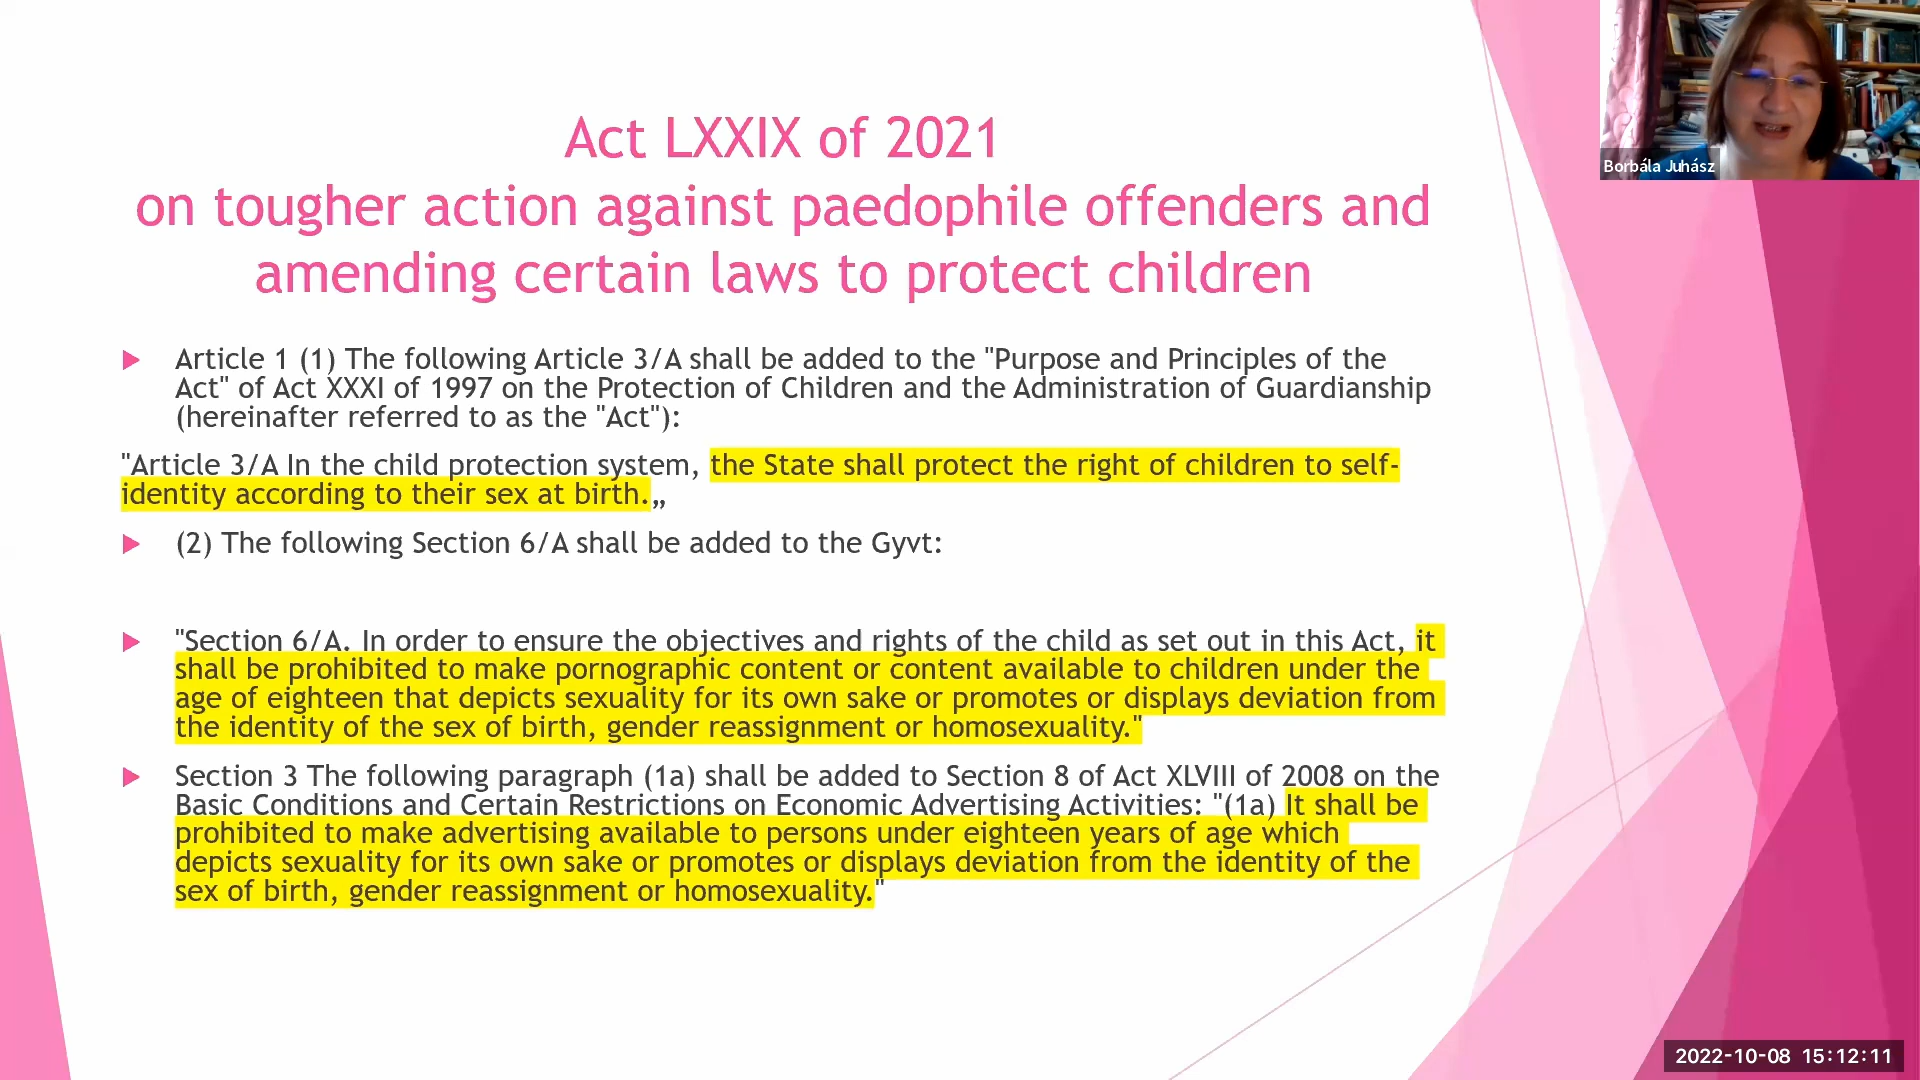 Act LXXIX of 2021
on tougher action against paedophile offenders and
amending certain laws to protect children
Article 1 (1) The following Article 3/A shall be added to the "Purpose and Principles of the
Act" of Act XXXI of 1997 on the Protection of Children and the Administration of Guardianship
(hereinafter referred to as the "Act"):
"Article 3/A In the child protection system, the State shall protect the right of children to self-
identity according to their sex at birth.„
(2) The following Section 6/A shall be added to the Gyvt:
"Section 6/A. In order to ensure the objectives and rights of the child as set out in this Act, it
shall be prohibited to make pornographic content or content available to children under the
age of eighteen that depicts sexuality for its own sake or promotes or displays deviation from
the identity of the sex of birth, gender reassignment or homosexuality."
Section 3 The following paragraph (1a) shall be added to Section 8 of Act XLVIII of 2008 on the
Basic Conditions and Certain Restrictions on Economic Advertising Activities: "(1a) It shall be
prohibited to make advertising available to persons under eighteen years of age which
depicts sexuality for its own sake or promotes or displays deviation from the identity of the
sex of birth, gender reassignment or homosexuality."
Borbála Juhász
2022-10-08 15:12:11